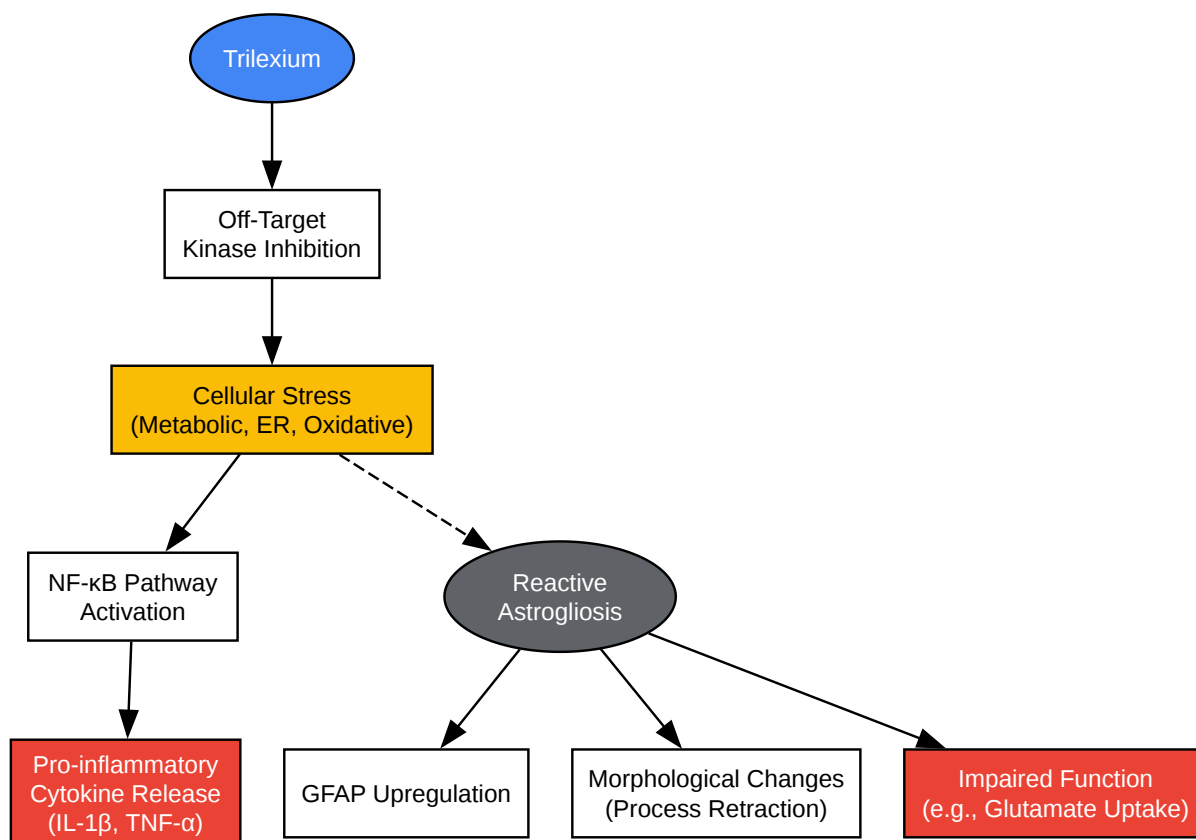 Trilexium
Off-Target
Kinase Inhibition
Cellular Stress
(Metabolic, ER, Oxidative)
NF-κB Pathway
Activation
Reactive
Astrogliosis
Pro-inflammatory
Cytokine Release
(IL-1β, TNF-α)
GFAP Upregulation
Morphological Changes
(Process Retraction)
Impaired Function
(e.g., Glutamate Uptake)